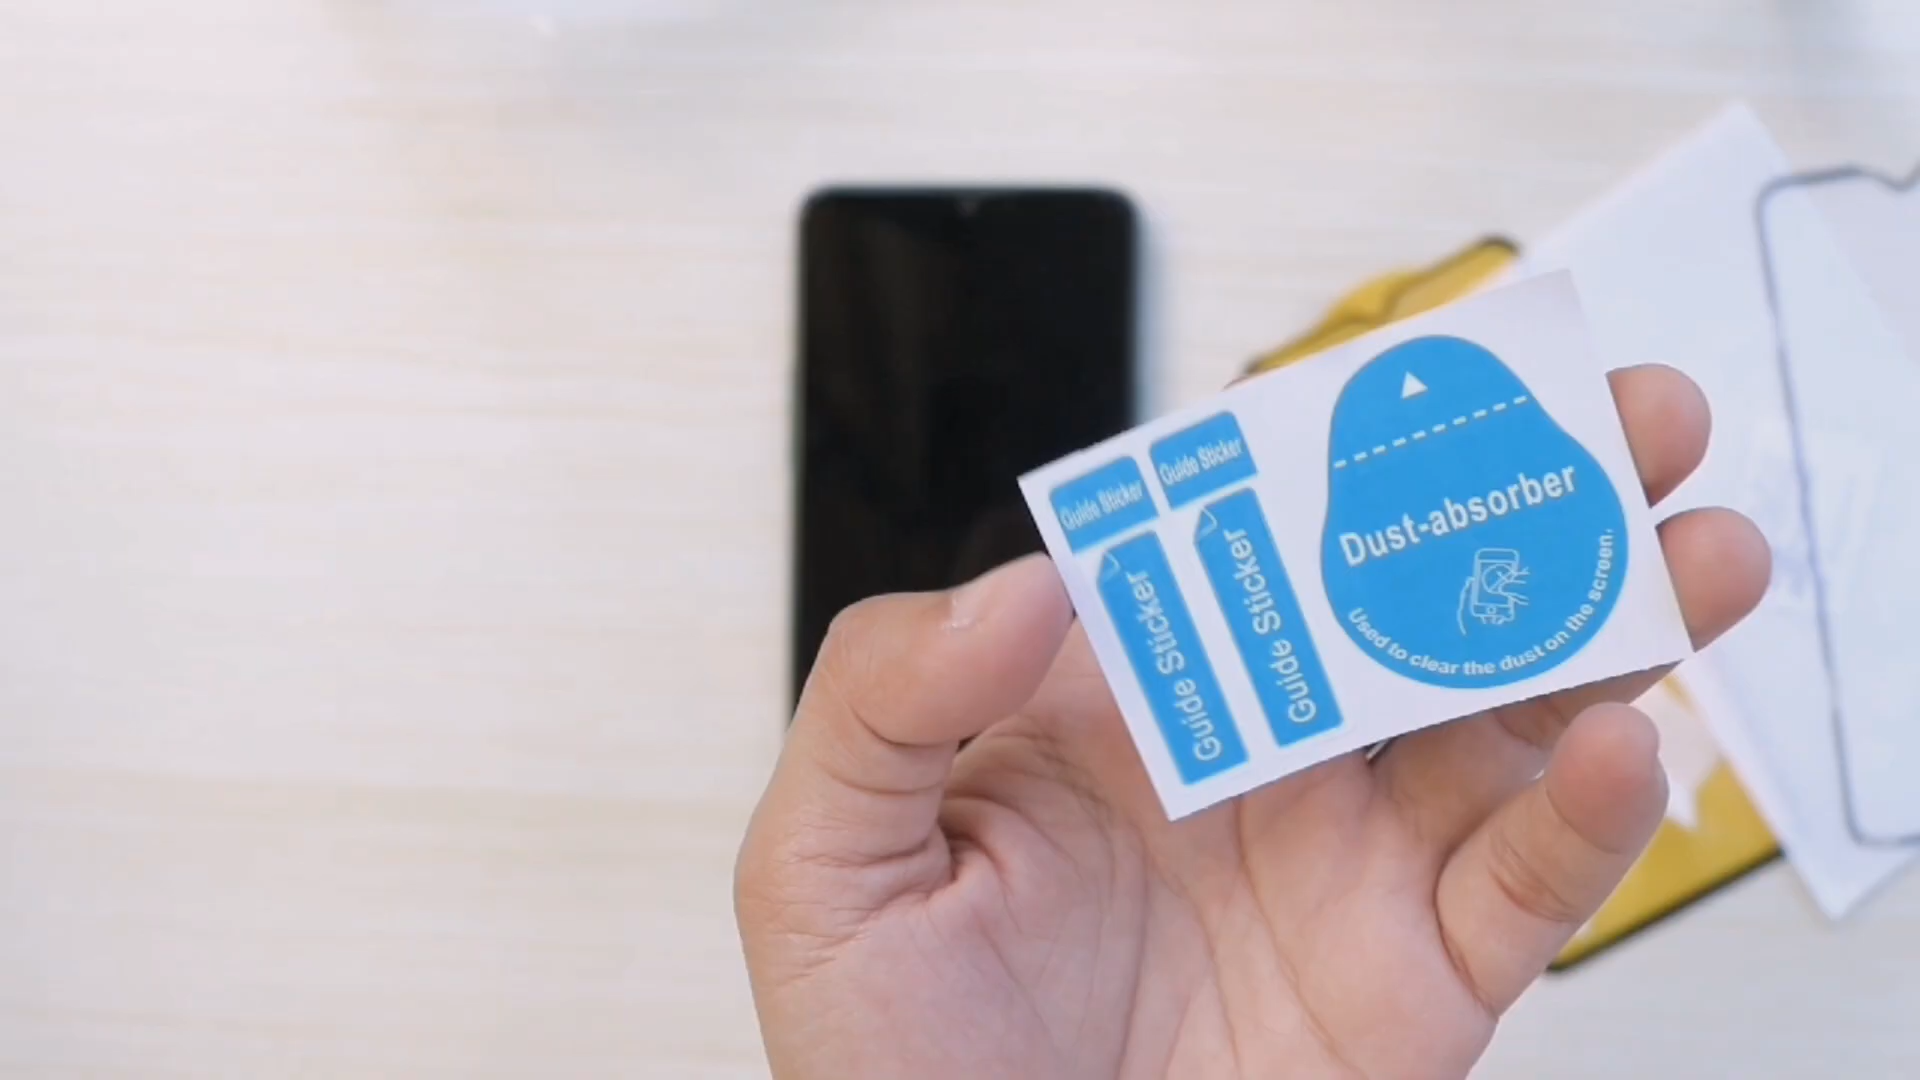 Guide Sticker
Guide Sticker
Guide Sticker
Guide Sticker
Dust-absorber
Used to clear the dust on the screen.